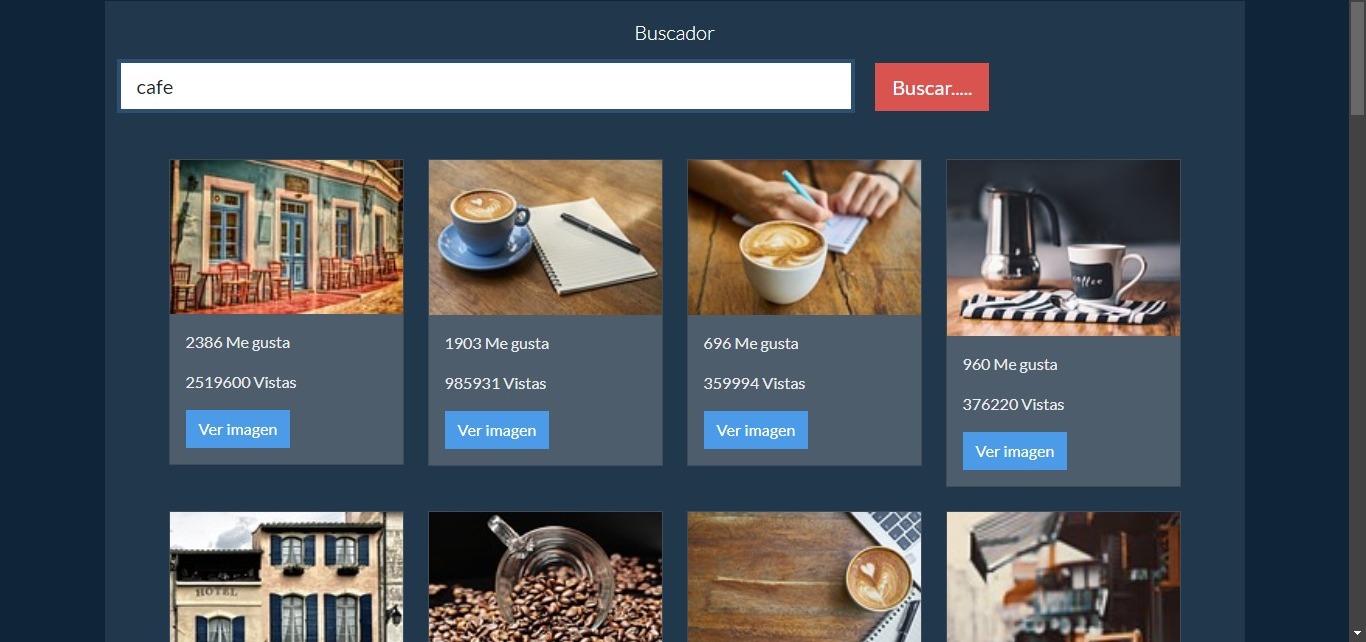 Buscador
cafe
Buscar.....
coffee
2386 Me gusta
2519600 Vistas
Ver imagen
1903 Me gusta
985931 Vistas
Ver imagen
696 Me gusta
359994 Vistas
Ver imagen
960 Me gusta
376220 Vistas
Ver imagen
HOTEL